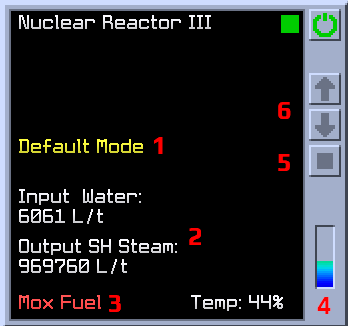 Nuclear Reactor III
6
Default Mode 1
5
Input Water:
6061 L/t
2
Output SH Steam:
969760 L/t
Mox Fuel 3 Temp: 44% 4